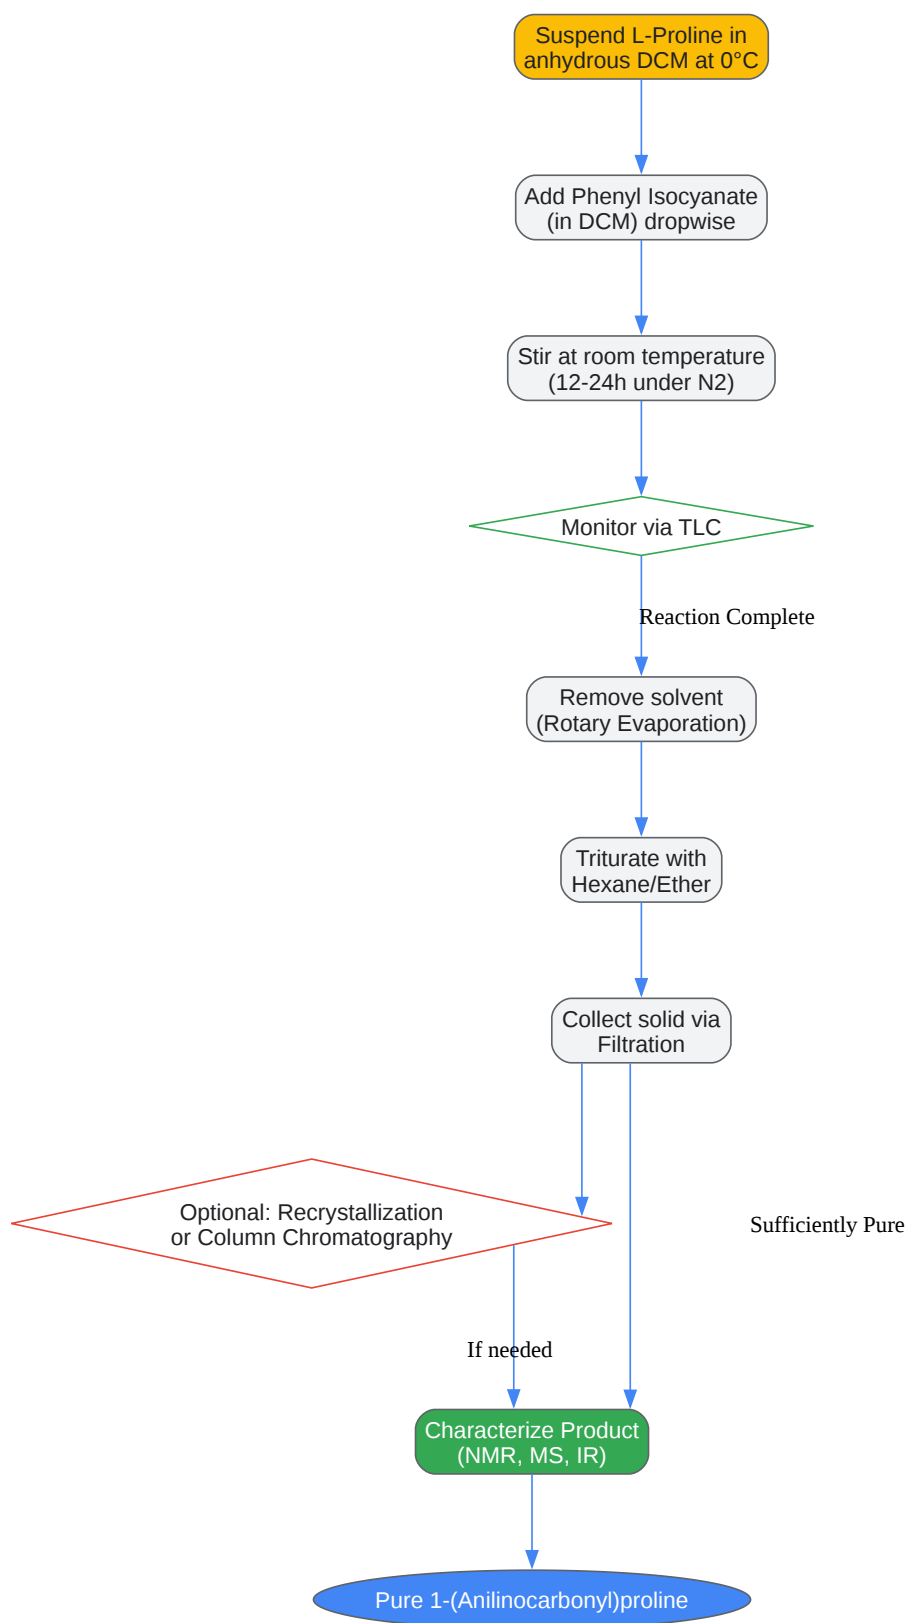 Suspend L-Proline in
anhydrous DCM at 0°C
Add Phenyl Isocyanate
(in DCM) dropwise
Stir at room temperature
(12-24h under N2)
Monitor via TLC
Reaction Complete
Remove solvent
(Rotary Evaporation)
Triturate with
Hexane/Ether
Collect solid via
Filtration
Optional: Recrystallization
or Column Chromatography
Sufficiently Pure
If needed
Characterize Product
(NMR, MS, IR)
Pure 1-(Anilinocarbonyl)proline